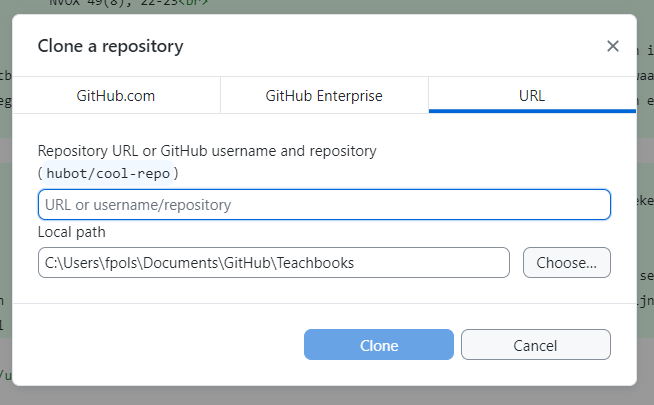 NVOX 49(8), 22-23<br>
Clone a repository
GitHub.com
GitHub Enterprise
URL
Repository URL or GitHub username and repository
(hubot/cool-repo)
URL or username/repository
Local path
C:\Users\fpols\Documents\GitHub\Teachbooks
Choose...
Clone
Cancel